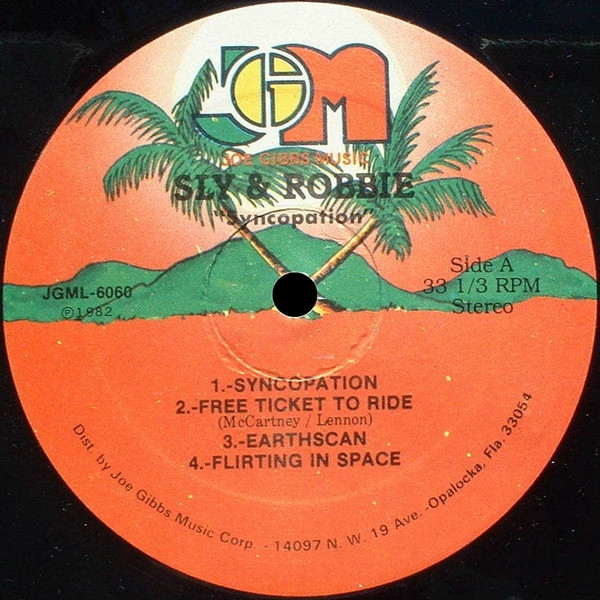 JGM
JOE GIBBS MUSIC
SLY & ROBBIE
"Syncopation"
Side A
33 1/3 RPM
Stereo
JGML-6060
©1982
1.-SYNCOPATION
2.-FREE TICKET TO RIDE
(McCartney / Lennon)
3.-EARTHSCAN
4.-FLIRTING IN SPACE
Dist. by Joe Gibbs Music Corp. - 14097 N. W. 19 Ave. -Opalocka, Fla. 33054